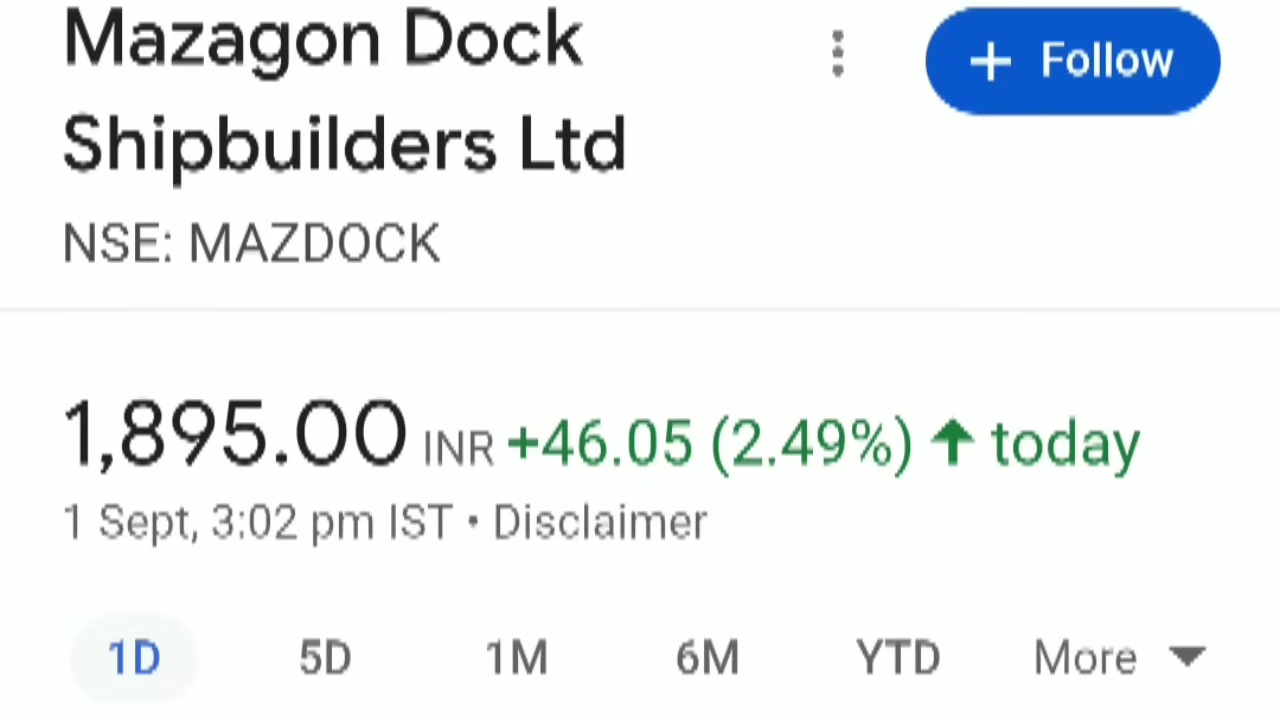 Mazagon Dock
Shipbuilders Ltd
+ Follow
NSE: MAZDOCK
1,895.00 INR +46.05 (2.49%) ↑ today
1 Sept, 3:02 pm IST • Disclaimer
1D 5D 1M 6M YTD More